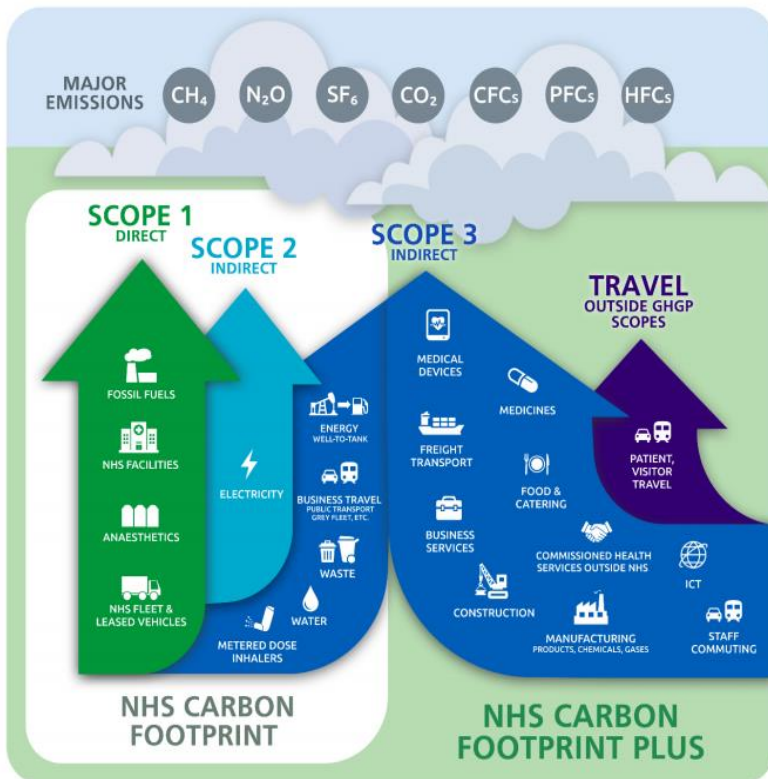 MAJOR
EMISSIONS
CH₄
N₂O
SF₆
CO₂
CFCs
PFCs
HFCs
SCOPE 1
DIRECT
SCOPE 2
INDIRECT
SCOPE 3
INDIRECT
TRAVEL
OUTSIDE GHGP
SCOPES
FOSSIL FUELS
NHS FACILITIES
ANAESTHETICS
NHS FLEET &
LEASED VEHICLES
ELECTRICITY
ENERGY
WELL-TO-TANK
BUSINESS TRAVEL
PUBLIC TRANSPORT
GREY FLEET, ETC.
WASTE
WATER
METERED DOSE
INHALERS
MEDICAL
DEVICES
MEDICINES
FREIGHT
TRANSPORT
FOOD &
CATERING
BUSINESS
SERVICES
COMMISSIONED HEALTH
SERVICES OUTSIDE NHS
CONSTRUCTION
MANUFACTURING
PRODUCTS, CHEMICALS, GASES
ICT
STAFF
COMMUTING
PATIENT,
VISITOR
TRAVEL
NHS CARBON
FOOTPRINT
NHS CARBON
FOOTPRINT PLUS